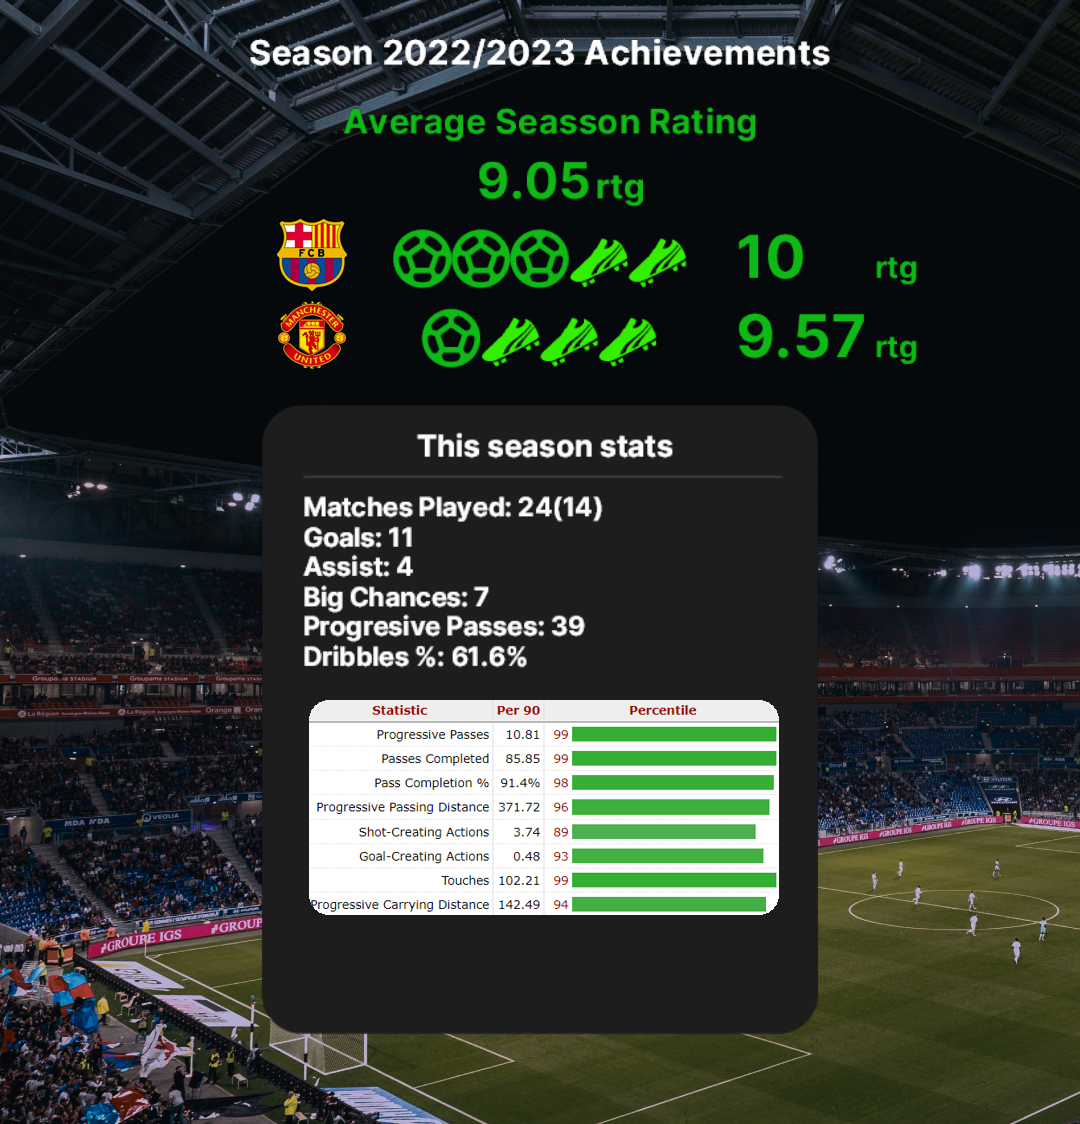 Season 2022/2023 Achievements
Average Seasson Rating
9.05 rtg
FCB
10 rtg
MANCHESTER
UNITED
9.57 rtg
This season stats
Matches Played: 24(14)
Goals: 11
Assist: 4
Big Chances: 7
Progresive Passes: 39
Dribbles %: 61.6%
Statistic Per 90 Percentile
Progressive Passes 10.81 99
Passes Completed 85.85 99
Pass Completion % 91.4% 98
Progressive Passing Distance 371.72 96
Shot-Creating Actions 3.74 89
Goal-Creating Actions 0.48 93
Touches 102.21 99
Progressive Carrying Distance 142.49 94
Groupama STADIUM Groupama STADIUM Groupama
La Région Orange Orange
MDA MDA VEOLIA
HYUNDAI
GROUPE IGS GROUPE IGS
GROUPE IGS
GROUPE IGS